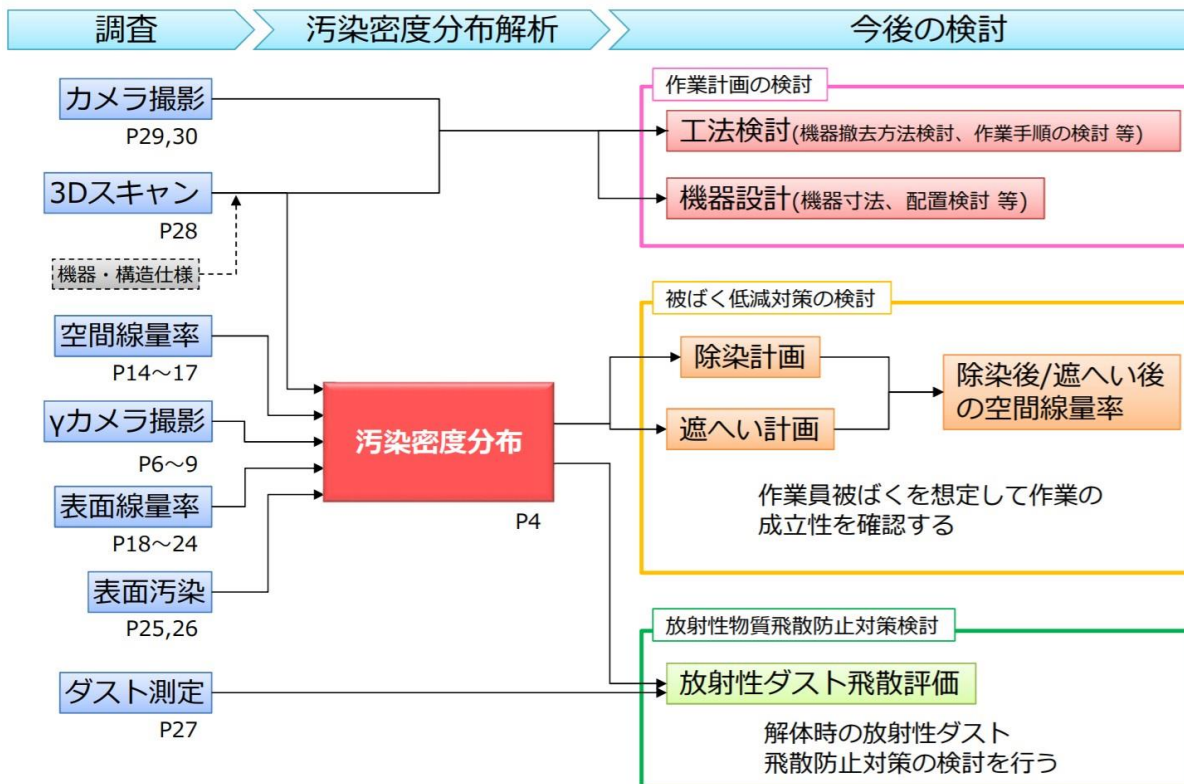 調査
汚染密度分布解析
今後の検討
カメラ撮影
P29,30
3Dスキャン
P28
機器・構造仕様
空間線量率
P14～17
γカメラ撮影
P6～9
表面線量率
P18～24
表面汚染
P25,26
ダスト測定
P27
汚染密度分布
P4
作業計画の検討
工法検討(機器撤去方法検討、作業手順の検討 等)
機器設計(機器寸法、配置検討 等)
被ばく低減対策の検討
除染計画
遮へい計画
除染後/遮へい後
の空間線量率
作業員被ばくを想定して作業の
成立性を確認する
放射性物質飛散防止対策検討
放射性ダスト飛散評価
解体時の放射性ダスト
飛散防止対策の検討を行う